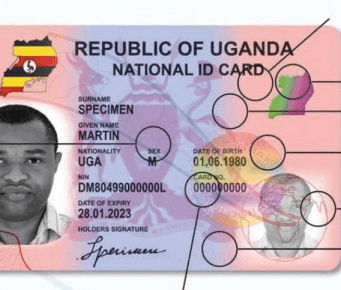 REPUBLIC OF UGANDA
NATIONAL ID CARD
SURNAME
SPECIMEN
GIVEN NAME
MARTIN
NATIONALITY SEX DATE OF BIRTH
UGA M 01.06.1980
NIN CARD NO.
DM80499000000L 000000000
DATE OF EXPIRY
28.01.2023
HOLDERS SIGNATURE
Specimen